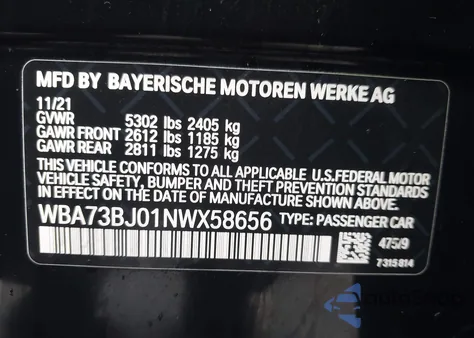 MFD BY BAYERISCHE MOTOREN WERKE AG
11/21
GVWR 5302 lbs 2405 kg
GAWR FRONT 2612 lbs 1185 kg
GAWR REAR 2811 lbs 1275 kg
THIS VEHICLE CONFORMS TO ALL APPLICABLE U.S.FEDERAL MOTOR
VEHICLE SAFETY, BUMPER AND THEFT PREVENTION STANDARDS
IN EFFECT ON THE DATE OF MANUFACTURE SHOWN ABOVE.
WBA73BJ01NWX58656 TYPE: PASSENGER CAR
475/9
7315814